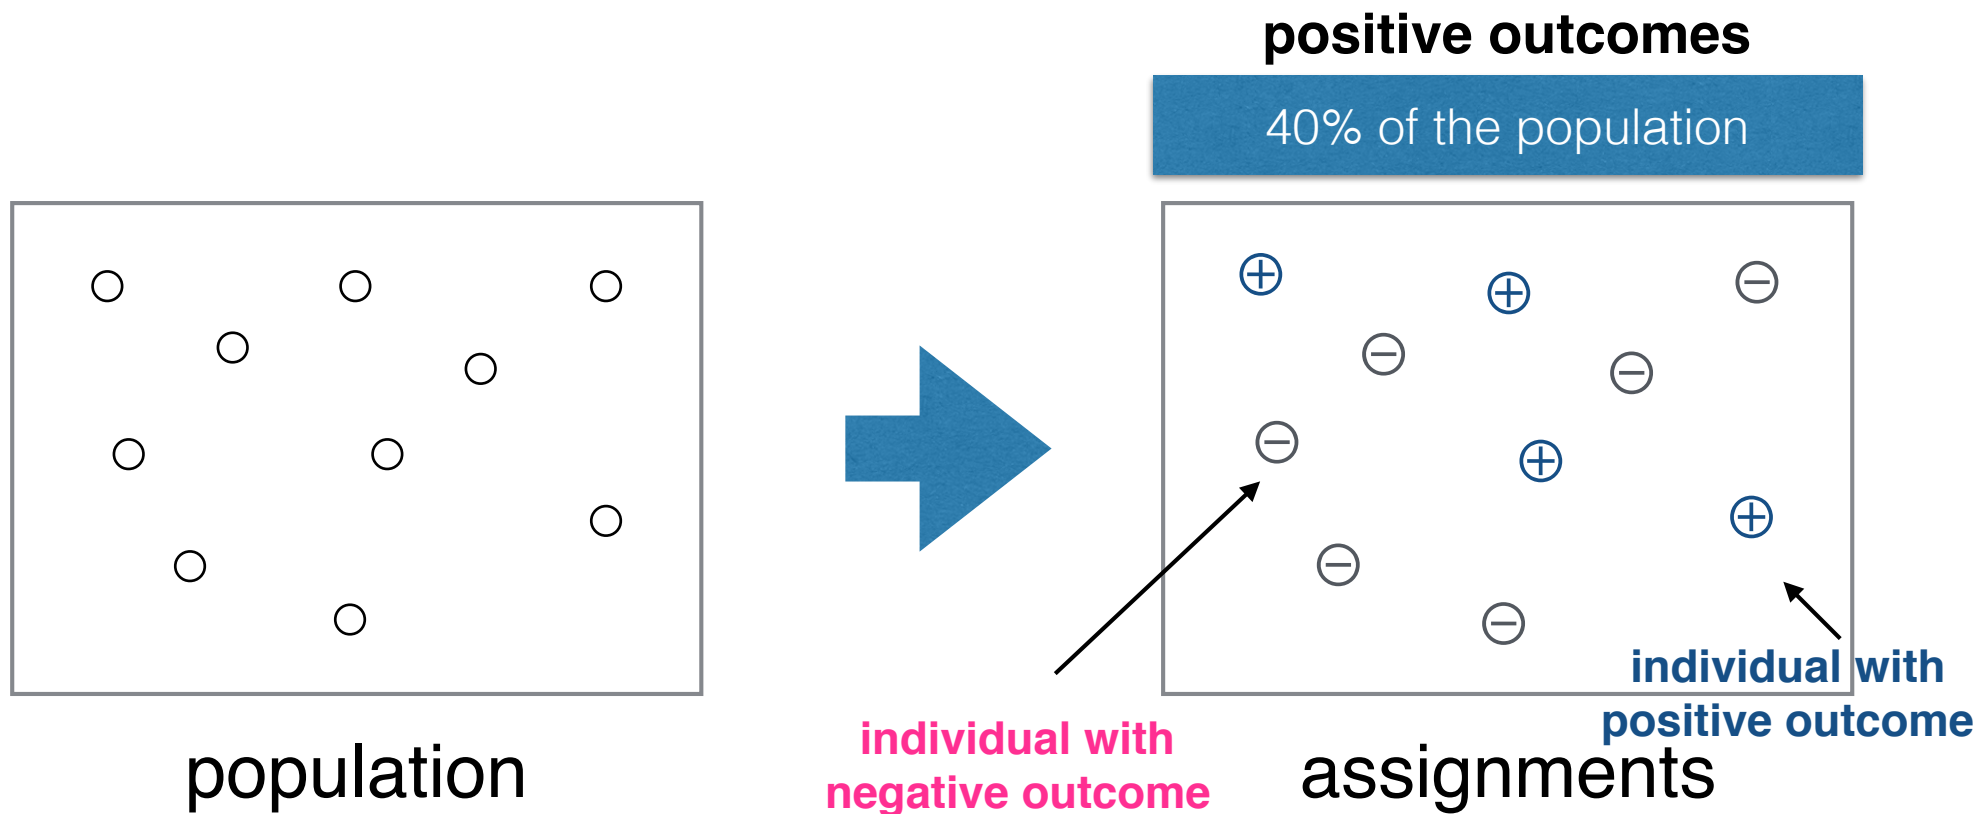 positive outcomes
40% of the population
individual with
positive outcome
individual with
negative outcome
population
assignments